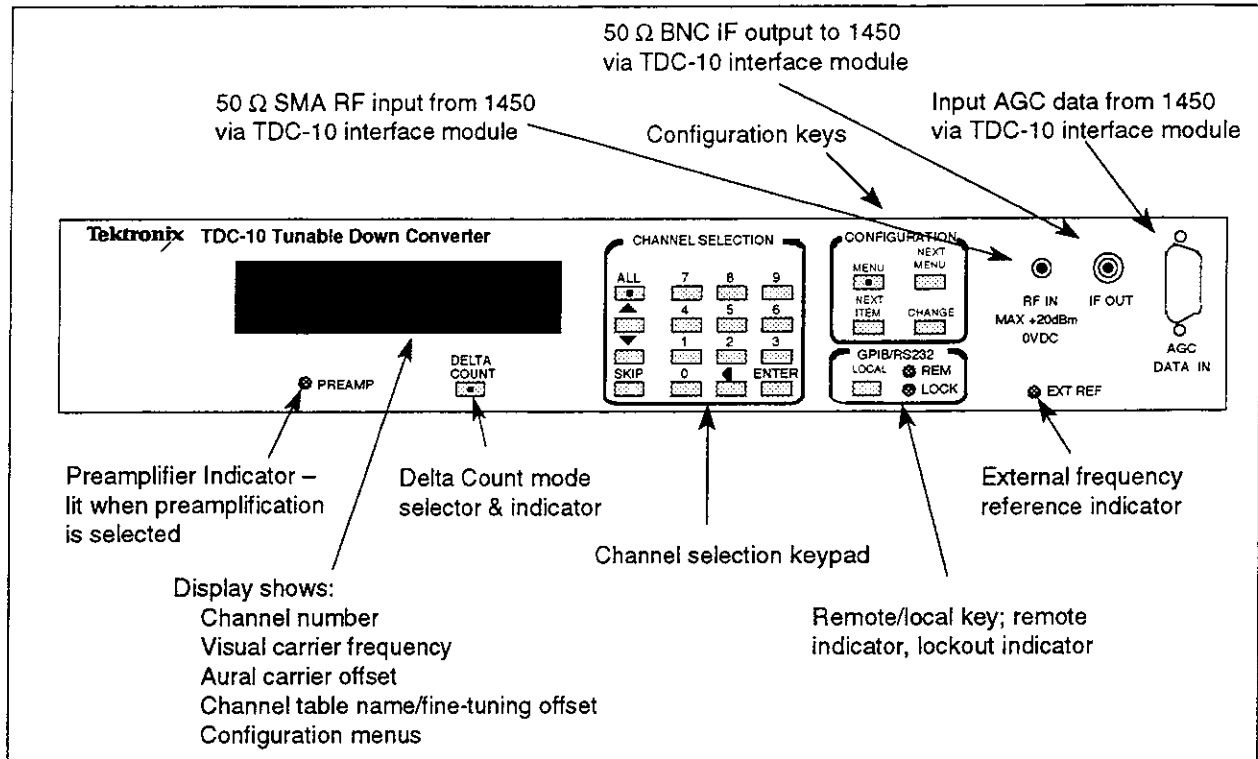 50 Ω BNC IF output to 1450
via TDC-10 interface module
50 Ω SMA RF input from 1450
via TDC-10 interface module
Configuration keys
Input AGC data from 1450
via TDC-10 interface module
Tektronix TDC-10 Tunable Down Converter
CHANNEL SELECTION
ALL 7 8 9
4 5 6
1 2 3
SKIP 0 ENTER
CONFIGURATION
MENU NEXT MENU
NEXT ITEM CHANGE
GPIB/RS232
LOCAL REM
LOCK
RF IN
MAX +20dBm
0VDC
IF OUT
AGC
DATA IN
EXT REF
PREAMP
DELTA
COUNT
Preamplifier Indicator –
lit when preamplification
is selected
Delta Count mode
selector & indicator
Channel selection keypad
External frequency
reference indicator
Display shows:
Channel number
Visual carrier frequency
Aural carrier offset
Channel table name/fine-tuning offset
Configuration menus
Remote/local key; remote
indicator, lockout indicator